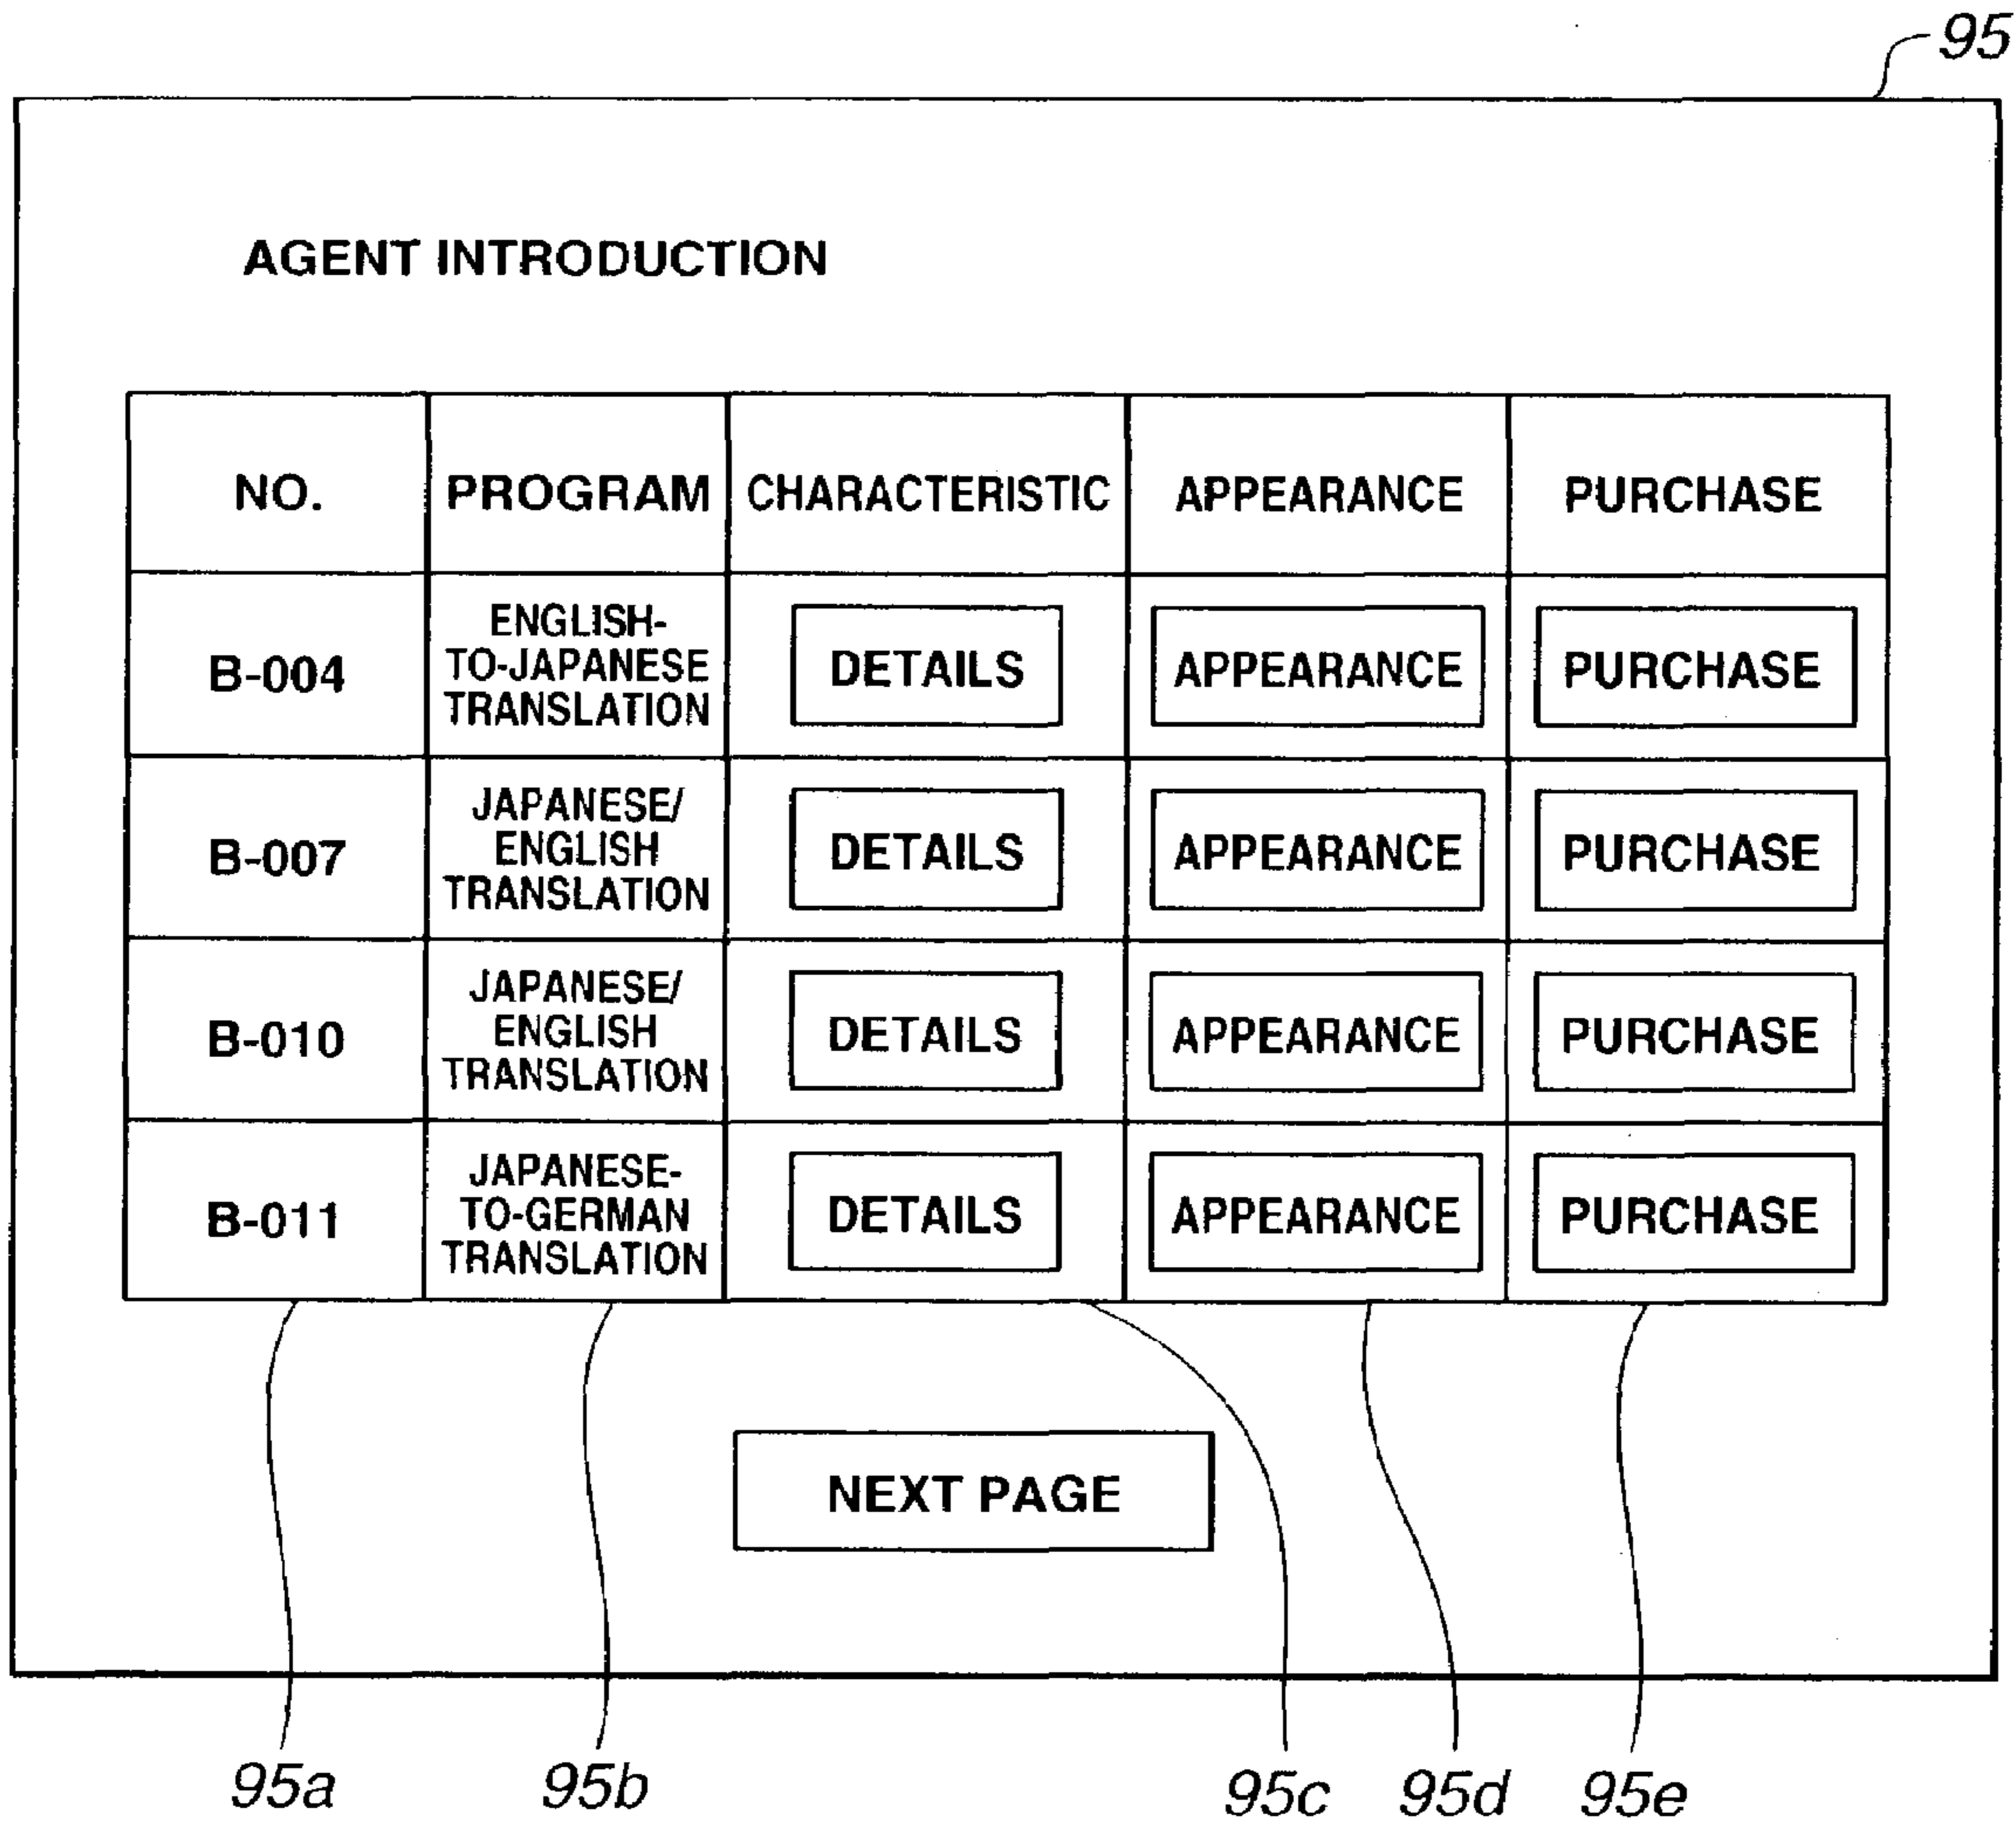 95
AGENT INTRODUCTION
NO. PROGRAM CHARACTERISTIC APPEARANCE PURCHASE
B-004
ENGLISH-
TO-JAPANESE
TRANSLATION
DETAILS
APPEARANCE
PURCHASE
B-007
JAPANESE/
ENGLISH
TRANSLATION
DETAILS
APPEARANCE
PURCHASE
B-010
JAPANESE/
ENGLISH
TRANSLATION
DETAILS
APPEARANCE
PURCHASE
B-011
JAPANESE-
TO-GERMAN
TRANSLATION
DETAILS
APPEARANCE
PURCHASE
NEXT PAGE
95a 95b 95c 95d 95e